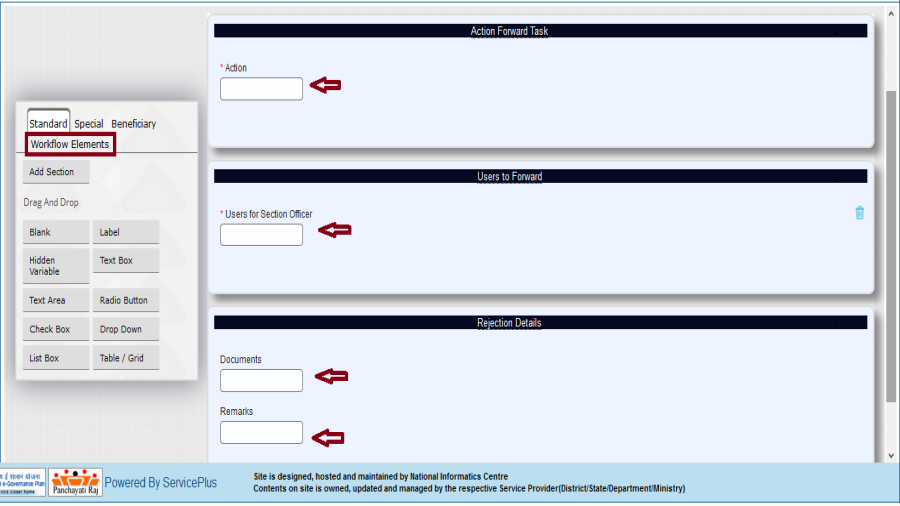 Action Forward Task
* Action
Standard Special Beneficiary
Workflow Elements
Add Section
Drag And Drop
Blank Label
Hidden Variable Text Box
Text Area Radio Button
Check Box Drop Down
List Box Table / Grid
Users to Forward
* Users for Section Officer
Rejection Details
Documents
Remarks
e-Governance Plan
Panchayati Raj
Powered By ServicePlus
Site is designed, hosted and maintained by National Informatics Centre
Contents on site is owned, updated and managed by the respective Service Provider(District/State/Department/Ministry)